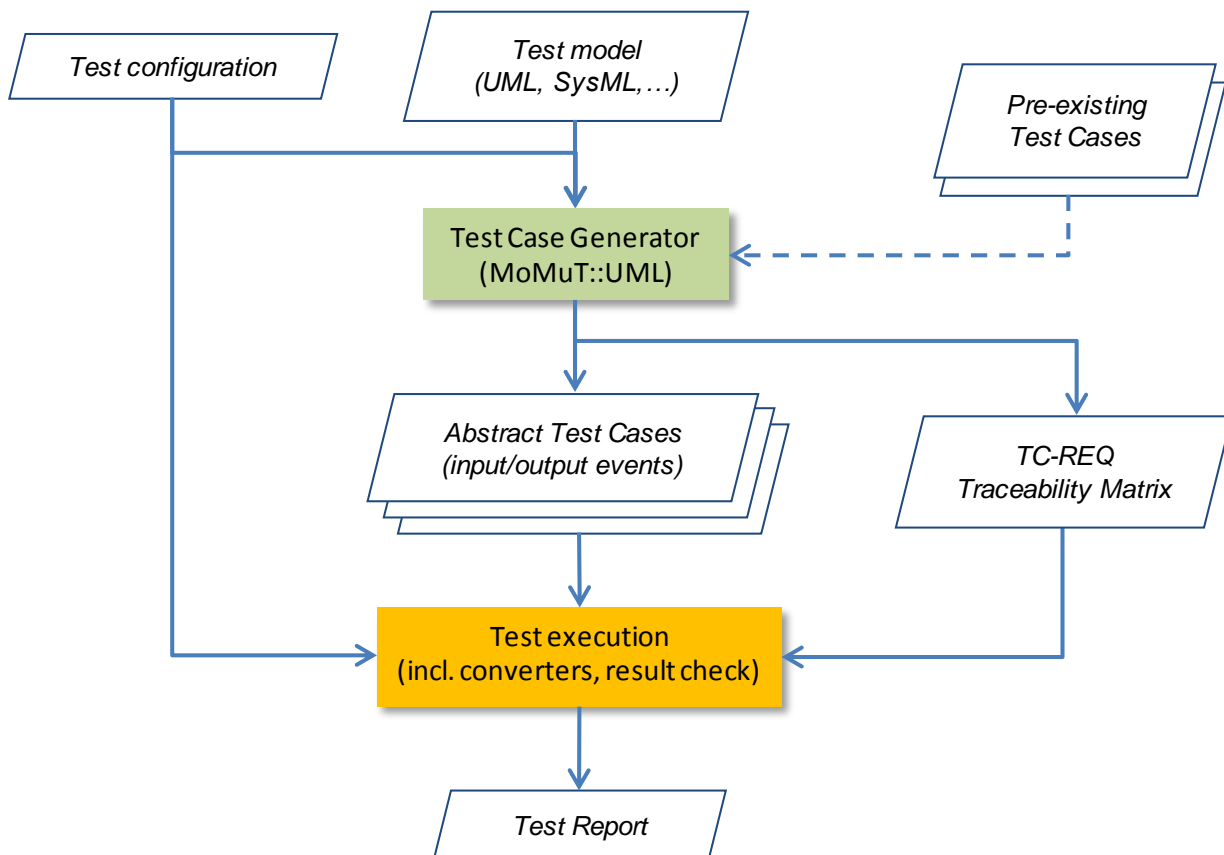 Test configuration
Test model
(UML, SysML,…)
Pre-existing
Test Cases
Test Case Generator
(MoMuT::UML)
Abstract Test Cases
(input/output events)
TC-REQ
Traceability Matrix
Test execution
(incl. converters, result check)
Test Report